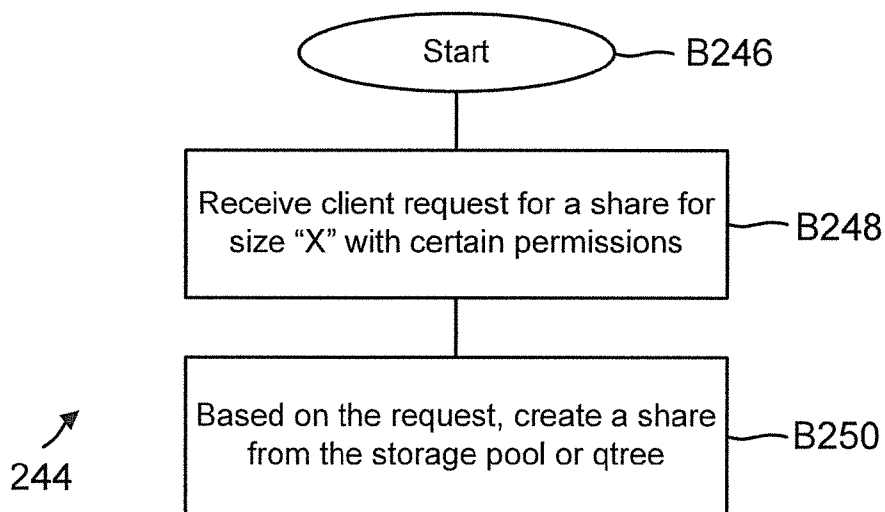 Start
B246
Receive client request for a share for
size “X” with certain permissions
B248
Based on the request, create a share
from the storage pool or qtree
B250
244